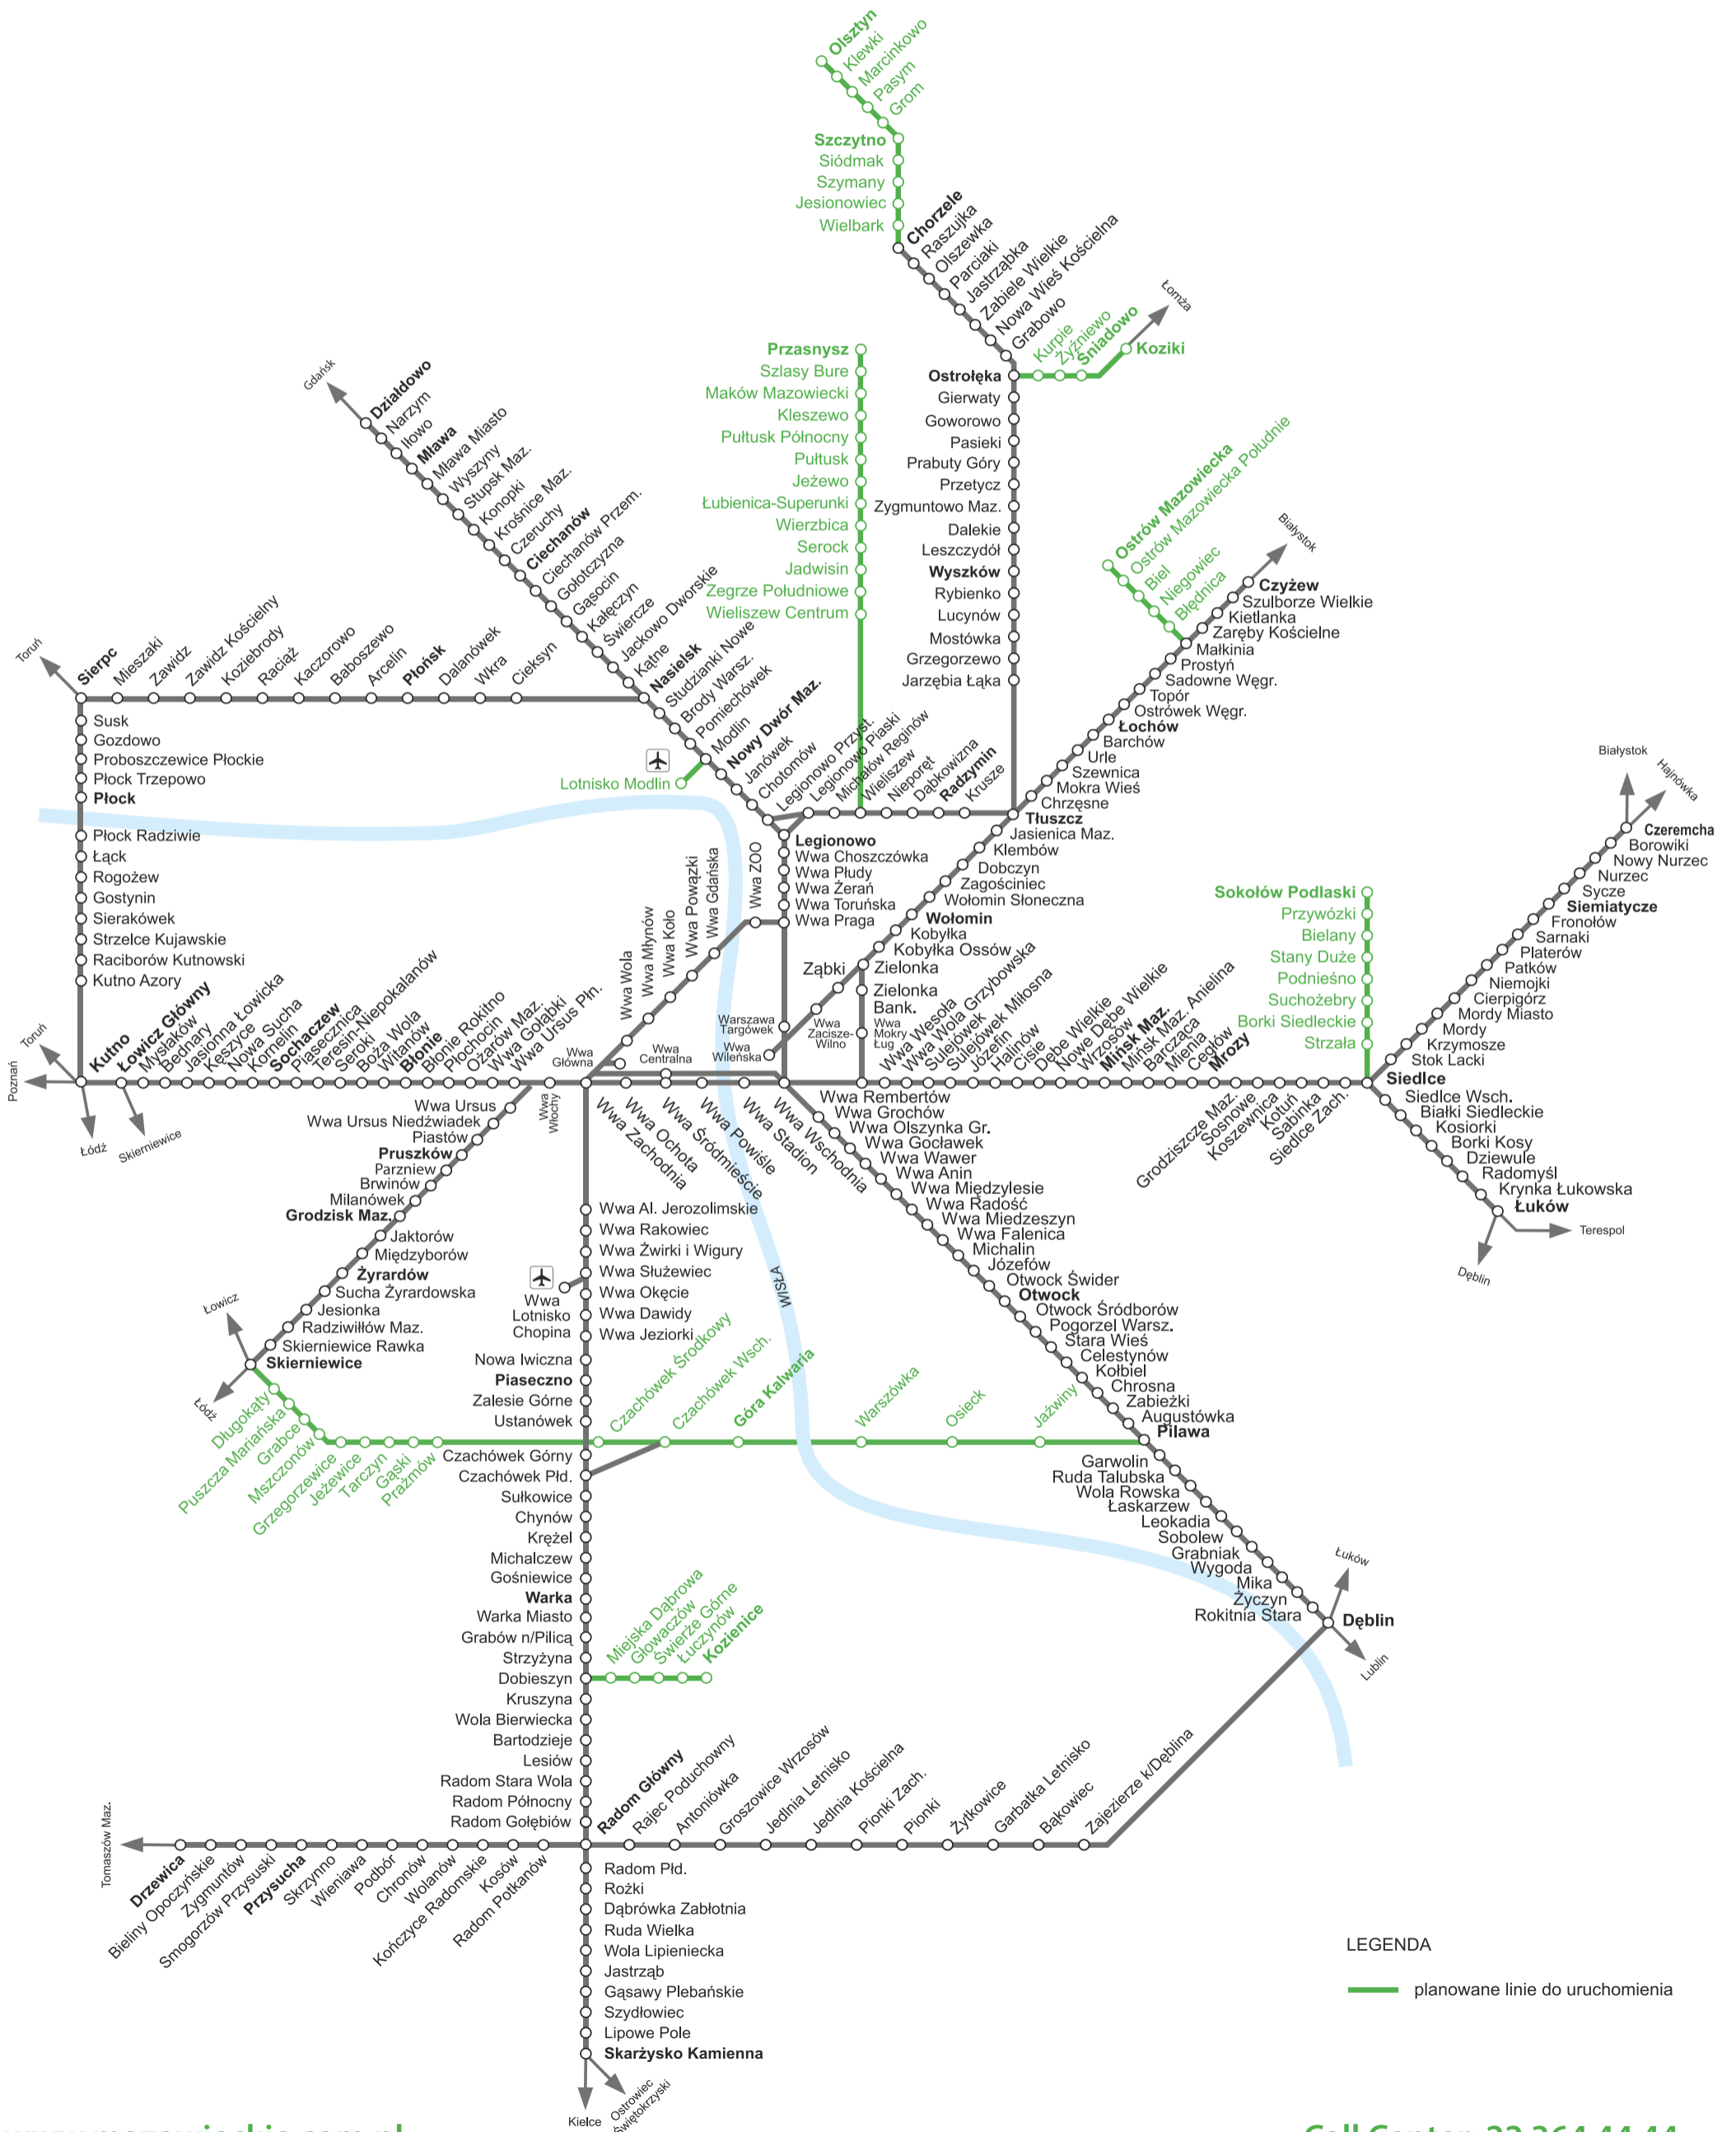 Olsztyn
Klewki
Marcinkowo
Pasym
Grom
Szczytno
Siódmak
Szymany
Jesionowiec
Wielbark
Chorzele
Raszujka
Olszewka
Parciaki
Jastrząbka
Zabiele Wielkie
Nowa Wieś Kościelna
Grabowo
Łomża
Kurpie
Żyźniewo
Śniadowo
Koziki
Ostrołęka
Gierwaty
Goworowo
Pasieki
Prabuty Góry
Przetycz
Zygmuntowo Maz.
Dalekie
Leszczydół
Wyszków
Rybienko
Lucynów
Mostówka
Grzegorzewo
Jarzębia Łąka
Przasnysz
Szlasy Bure
Maków Mazowiecki
Kleszewo
Pułtusk Północny
Pułtusk
Jeżewo
Łubienica-Superunki
Wierzbica
Serock
Jadwisin
Zegrze Południowe
Wieliszew Centrum
Gdańsk
Działdowo
Narzym
Iłowo
Mława
Mława Miasto
Wyszyny
Stupsk Maz.
Konopki
Krośnice Maz.
Czeruchy
Ciechanów
Ciechanów Przem.
Gołotczyzna
Gąsocin
Kałęczyn
Świercze
Jackowo Dworskie
Kątne
Nasielsk
Studzianki Nowe
Brody Warsz.
Pomiechówek
Modlin
Nowy Dwór Maz.
Janówek
Chotomów
Legionowo Przyst.
Legionowo Piaski
Michałów Reginów
Wieliszew
Nieporęt
Dąbkowizna
Radzymin
Krusze
Lotnisko Modlin
Ostrów Mazowiecka
Ostrów Mazowiecka Południe
Biel
Niegowiec
Błędnica
Białystok
Czyżew
Szulborze Wielkie
Kietlanka
Zaręby Kościelne
Małkinia
Prostyń
Sadowne Węgr.
Topór
Ostrówek Węgr.
Łochów
Barchów
Urle
Szewnica
Mokra Wieś
Chrzęsne
Tłuszcz
Jasienica Maz.
Klembów
Dobczyn
Zagościniec
Wołomin Słoneczna
Wołomin
Kobyłka
Kobyłka Ossów
Zielonka
Ząbki
Zielonka
Bank.
Wwa
Zacisze-
Wilno
Wwa
Mokry
Ług
Wwa
Wileńska
Toruń
Sierpc
Mieszaki
Zawidz
Zawidz Kościelny
Koziebrody
Raciąż
Kaczorowo
Baboszewo
Arcelin
Płońsk
Dalanówek
Wkra
Cieksyn
Susk
Gozdowo
Proboszczewice Płockie
Płock Trzepowo
Płock
Płock Radziwie
Łąck
Rogożew
Gostynin
Sierakówek
Strzelce Kujawskie
Raciborów Kutnowski
Kutno Azory
Legionowo
Wwa Choszczówka
Wwa Płudy
Wwa Żerań
Wwa Toruńska
Wwa Praga
Wwa ZOO
Wwa Gdańska
Wwa Powązki
Wwa Koło
Wwa Młynów
Wwa Wola
Warszawa
Targówek
Wwa
Główna
Wwa
Centralna
Białystok
Hajnówka
Czeremcha
Borowiki
Nowy Nurzec
Nurzec
Sycze
Siemiatycze
Fronołów
Sarnaki
Platerów
Patków
Niemojki
Cierpigórz
Mordy Miasto
Mordy
Krzymosze
Stok Lacki
Siedlce
Sokołów Podlaski
Przywózki
Bielany
Stany Duże
Podnieśno
Suchożebry
Borki Siedleckie
Strzała
Toruń
Poznań
Łódź
Skierniewice
Kutno
Łowicz Główny
Mysłaków
Bednary
Jasionna Łowicka
Kęszyce
Nowa Sucha
Kornelin
Sochaczew
Piasecznica
Teresin-Niepokalanów
Seroki
Boża Wola
Witanów
Błonie
Błonie Rokitno
Płochocin
Ożarów Maz.
Wwa Gołąbki
Wwa Ursus Płn.
Wwa
Włochy
Wwa Zachodnia
Wwa Ochota
Wwa Śródmieście
Wwa Powiśle
Wwa Stadion
Wwa Wschodnia
Wwa Wesoła
Wwa Wola Grzybowska
Sulejówek
Sulejówek Miłosna
Józefin
Halinów
Cisie
Dębe Wielkie
Nowe Dębe Wielkie
Wrzosów
Mińsk Maz.
Mińsk Maz. Anielina
Barcząca
Mienia
Cegłów
Mrozy
Grodziszcze Maz.
Sosnowe
Koszewnica
Kotuń
Sabinka
Siedlce Zach.
Siedlce Wsch.
Białki Siedleckie
Kosiorki
Borki Kosy
Dziewule
Radomyśl
Krynka Łukowska
Łuków
Terespol
Dęblin
Wwa Ursus
Wwa Ursus Niedźwiadek
Piastów
Pruszków
Parzniew
Brwinów
Milanówek
Grodzisk Maz.
Jaktorów
Międzyborów
Żyrardów
Sucha Żyrardowska
Jesionka
Radziwiłłów Maz.
Skierniewice Rawka
Skierniewice
Łowicz
Łódź
Długokąty
Puszcza Mariańska
Grabce
Mszczonów
Grzegorzewice
Jeżewice
Tarczyn
Gąski
Prażmów
Czachówek Środkowy
Czachówek Wsch.
Góra Kalwaria
Warszówka
Osieck
Jaźwiny
Wwa Al. Jerozolimskie
Wwa Rakowiec
Wwa Żwirki i Wigury
Wwa Służewiec
Wwa Okęcie
Wwa Dawidy
Wwa Jeziorki
Wwa
Lotnisko
Chopina
Nowa Iwiczna
Piaseczno
Zalesie Górne
Ustanówek
Czachówek Górny
Czachówek Płd.
Sułkowice
Chynów
Krężel
Michalczew
Gośniewice
Warka
Warka Miasto
Grabów n/Pilicą
Strzyżyna
Dobieszyn
Kruszyna
Wola Bierwiecka
Bartodzieje
Lesiów
Radom Stara Wola
Radom Północny
Radom Gołębiów
Miejska Dąbrowa
Głowaczów
Świerże Górne
Łuczynów
Kozienice
WISŁA
Wwa Rembertów
Wwa Grochów
Wwa Olszynka Gr.
Wwa Gocławek
Wwa Wawer
Wwa Anin
Wwa Międzylesie
Wwa Radość
Wwa Miedzeszyn
Wwa Falenica
Michalin
Józefów
Otwock Świder
Otwock
Otwock Śródborów
Pogorzel Warsz.
Stara Wieś
Celestynów
Kołbiel
Chrosna
Zabieżki
Augustówka
Pilawa
Garwolin
Ruda Talubska
Wola Rowska
Łaskarzew
Leokadia
Sobolew
Grabniak
Wygoda
Mika
Życzyn
Rokitnia Stara
Dęblin
Łuków
Lublin
Tomaszów Maz.
Drzewica
Bieliny Opoczyńskie
Zygmuntów
Smogorzów Przysuski
Przysucha
Skrzynno
Wieniawa
Podbór
Chronów
Wolanów
Kończyce Radomskie
Kosów
Radom Potkanów
Radom Główny
Rajec Poduchowny
Antoniówka
Groszowice Wrzosów
Jedlnia Letnisko
Jedlnia Kościelna
Pionki Zach.
Pionki
Żytkowice
Garbatka Letnisko
Bąkowiec
Zajezierze k/Dęblina
Radom Płd.
Rożki
Dąbrówka Zabłotnia
Ruda Wielka
Wola Lipieniecka
Jastrząb
Gąsawy Plebańskie
Szydłowiec
Lipowe Pole
Skarżysko Kamienna
Kielce
Ostrowiec
Świętokrzyski
LEGENDA
planowane linie do uruchomienia